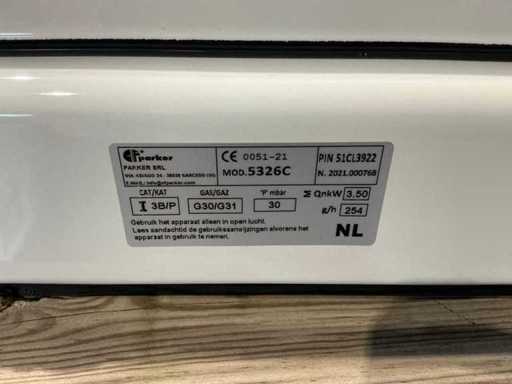 parker
PARKER SRL
CE 0051-21
MOD.5326C
PIN 51CL3922
N. 2021.000768
CAT/KAT
I 3B/P
GAS/GAZ
G30/G31
"P" mbar
30
Σ QnkW 3.50
g/h 254
Gebruik het apparaat alleen in open lucht.
Lees aandachtid de gebruiksaanwijzingen alvorens het
apparaat in gebruik te nemen.
NL